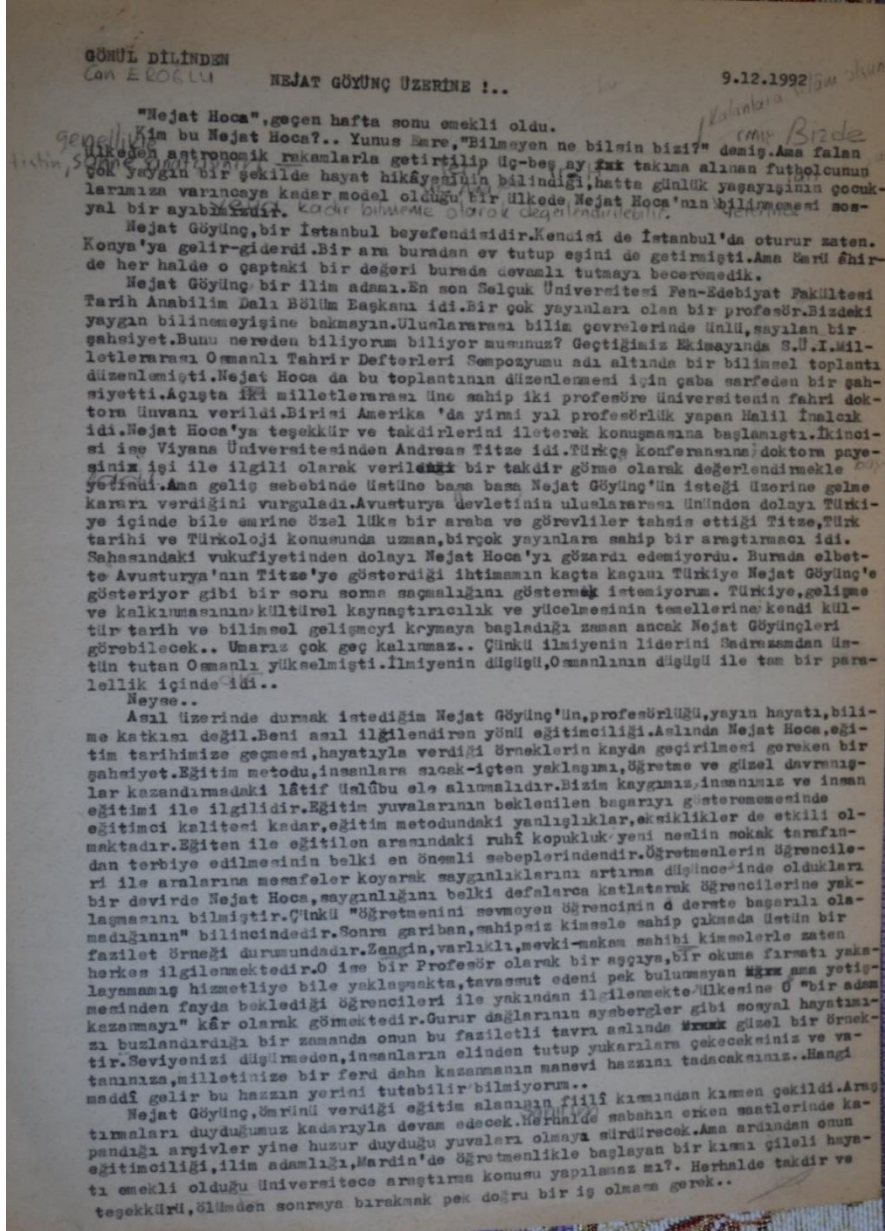 GÖNÜL DİLİNDEN
Can EROĞLU
NEJAT GÖYÜNÇ ÜZERİNE !.. 9.12.1992
"Nejat Hoca",geçen hafta sonu emekli oldu.
Kim bu Nejat Hoca?.. Yunus Emre,"Bilmeyen ne bilsin bizi?" demiş.Ama falan
ülkeden astronomik rakamlarla getirtilip üç-beş ay takıma alınan futbolcunun
çok yaygın bir şekilde hayat hikâyesinin bilindiği,hatta günlük yaşayışının çocuk-
larımıza varıncaya kadar model olduğu bir ülkede Nejat Hoca'nın bilinmemesi sos-
yal bir ayıbımızdır. kadir bilmeme olarak değerlendirilebilir.
Nejat Göyünç,bir İstanbul beyefendisidir.Kendisi de İstanbul'da oturur zaten.
Konya'ya gelir-giderdi.Bir ara buradan ev tutup eşini de getirmişti.Ama ömrü âhir-
de her halde o çaptaki bir değeri burada devamlı tutmayı beceremedik.
Nejat Göyünç bir ilim adamı.En son Selçuk Üniversitesi Fen-Edebiyat Fakültesi
Tarih Anabilim Dalı Bölüm Başkanı idi.Bir çok yayınları olan bir profesör.Bizdeki
yaygın bilinemeyişine bakmayın.Uluslararası bilim çevrelerinde ünlü,sayılan bir
şahsiyet.Bunu nereden biliyorum biliyor musunuz? Geçtiğimiz Ekimayında S.Ü.I.Mil-
letlerarası Osmanlı Tahrir Defterleri Sempozyumu adı altında bir bilimsel toplantı
düzenlemişti.Nejat Hoca da bu toplantının düzenlenmesi için çaba sarfeden bir şah-
siyetti.Açışta iki milletlerarası üne sahip iki profesöre üniversitenin fahri dok-
tora ünvanı verildi.Birisi Amerika 'da yirmi yıl profesörlük yapan Halil İnalcık
idi.Nejat Hoca'ya teşekkür ve takdirlerini ileterek konuşmasına başlamıştı.İkinci-
si ise Viyana Üniversitesinden Andreas Titze idi.Türkçe konferansına doktora paye-
sinin işi ile ilgili olarak verilen bir takdir görme olarak değerlendirmekle
yetindi.Ama geliş sebebinde üstüne basa basa Nejat Göyünç'ün isteği üzerine gelme
kararı verdiğini vurguladı.Avusturya devletinin uluslararası ününden dolayı Türki-
ye içinde bile emrine özel lüks bir araba ve görevliler tahsis ettiği Titze,Türk
tarihi ve Türkoloji konusunda uzman,birçok yayınlara sahip bir araştırmacı idi.
Sahasındaki vukufiyetinden dolayı Nejat Hoca'yı gözardı edemiyordu. Burada elbet-
te Avusturya'nın Titze'ye gösterdiği ihtimamın kaçta kaçını Türkiye Nejat Göyünç'e
gösteriyor gibi bir soru sorma saçmalığını göstermek istemiyorum. Türkiye,gelişme
ve kalkınmasının kültürel kaynaştırıcılık ve yücelmesinin temellerine kendi kül-
tür tarih ve bilimsel gelişmeyi koymaya başladığı zaman ancak Nejat Göyünçleri
görebilecek.. Umarız çok geç kalınmaz.. Çünkü ilmiyenin liderini Sadrazamdan üs-
tün tutan Osmanlı yükselmişti.İlmiyenin düşüşü,Osmanlının düşüşü ile tam bir para-
lellik içinde idi..
Neyse..
Asıl üzerinde durmak istediğim Nejat Göyünç'ün,profesörlüğü,yayın hayatı,bili-
me katkısı değil.Beni asıl ilgilendiren yönü eğitimciliği.Aslında Nejat Hoca,eği-
tim tarihimize geçmesi,hayatıyla verdiği örneklerin kayda geçirilmesi gereken bir
şahsiyet.Eğitim metodu,insanlara sıcak-içten yaklaşımı,öğretme ve güzel davranış-
lar kazandırmadaki lâtif üslûbu ele alınmalıdır.Bizim kaygımız,insanımız ve insan
eğitimi ile ilgilidir.Eğitim yuvalarının beklenilen başarıyı gösterememesinde
eğitimci kalitesi kadar,eğitim metodundaki yanlışlıklar,eksiklikler de etkili ol-
maktadır.Eğiten ile eğitilen arasındaki ruhî kopukluk yeni neslin sokak tarafın-
dan terbiye edilmesinin belki en önemli sebeplerindendir.Öğretmenlerin öğrencile-
ri ile aralarına mesafeler koyarak saygınlıklarını artırma düşüncesinde oldukları
bir devirde Nejat Hoca,saygınlığını belki defalarca katlatarak öğrencilerine yak-
laşmasını bilmiştir.Çünkü "öğretmenini sevmeyen öğrencinin o derste başarılı ola-
madığının" bilincindedir.Sonra gariban,sahipsiz kimsele sahip çıkmada üstün bir
fazilet örneği durumundadır.Zengin,varlıklı,mevki-makam sahibi kimselerle zaten
herkes ilgilenmektedir.O ise bir Profesör olarak bir aşçıya,bir okuma fırsatı yaka-
layamamış hizmetliye bile yaklaşmakta,tavassut edeni pek bulunmayan ama yetiş-
mesinden fayda beklediği öğrencileri ile yakından ilgilenmekte ülkesine 0 "bir adam
kazanmayı" kâr olarak görmektedir.Gurur dağlarının aysbergler gibi sosyal hayatımı-
zı buzlandırdığı bir zamanda onun bu faziletli tavrı aslında güzel bir örnek-
tir.Seviyenizi düşürmeden,insanların elinden tutup yukarılara çekeceksiniz ve va-
tanınıza,milletinize bir ferd daha kazanmanın manevi hazzını tadacaksınız..Hangi
maddî gelir bu hazzın yerini tutabilir bilmiyorum..
Nejat Göyünç,ömrünü verdiği eğitim alanının fiilî kısmından kısmen çekildi.Araş
tırmaları duyduğumuz kadarıyla devam edecek.Herhalde sabahın erken saatlerinde ka-
pandığı arşivler yine huzur duyduğu yuvaları olmayı sürdürecek.Ama ardından onun
eğitimciliği,ilim adamlığı,Mardin'de öğretmenlikle başlayan bir kısmı çileli haya-
tı emekli olduğu üniversitece araştırma konusu yapılamaz mı?. Herhalde takdir ve
teşekkürü,ölümden sonraya bırakmak pek doğru bir iş olmasa gerek..